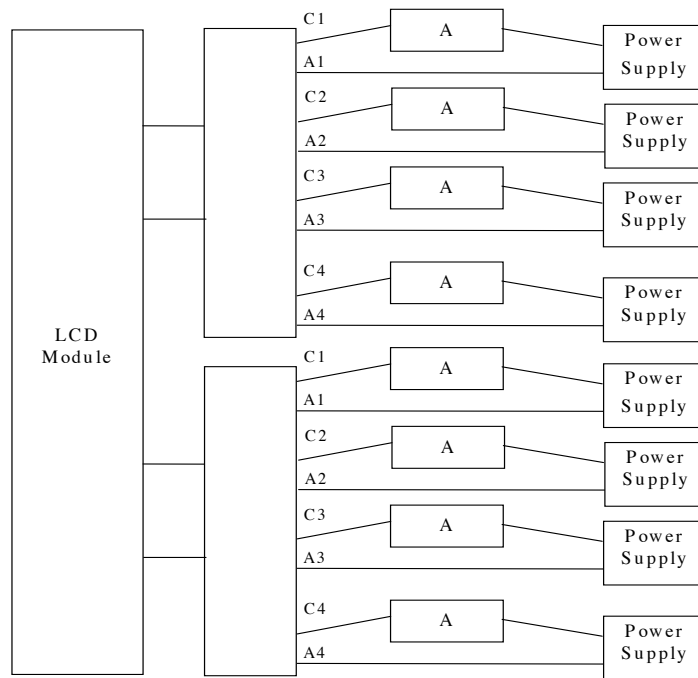 C1
A
Power
Supply
A1
C2
A
Power
Supply
A2
C3
A
Power
Supply
A3
C4
A
Power
Supply
A4
LCD
Module
C1
A
Power
Supply
A1
C2
A
Power
Supply
A2
C3
A
Power
Supply
A3
C4
A
Power
Supply
A4